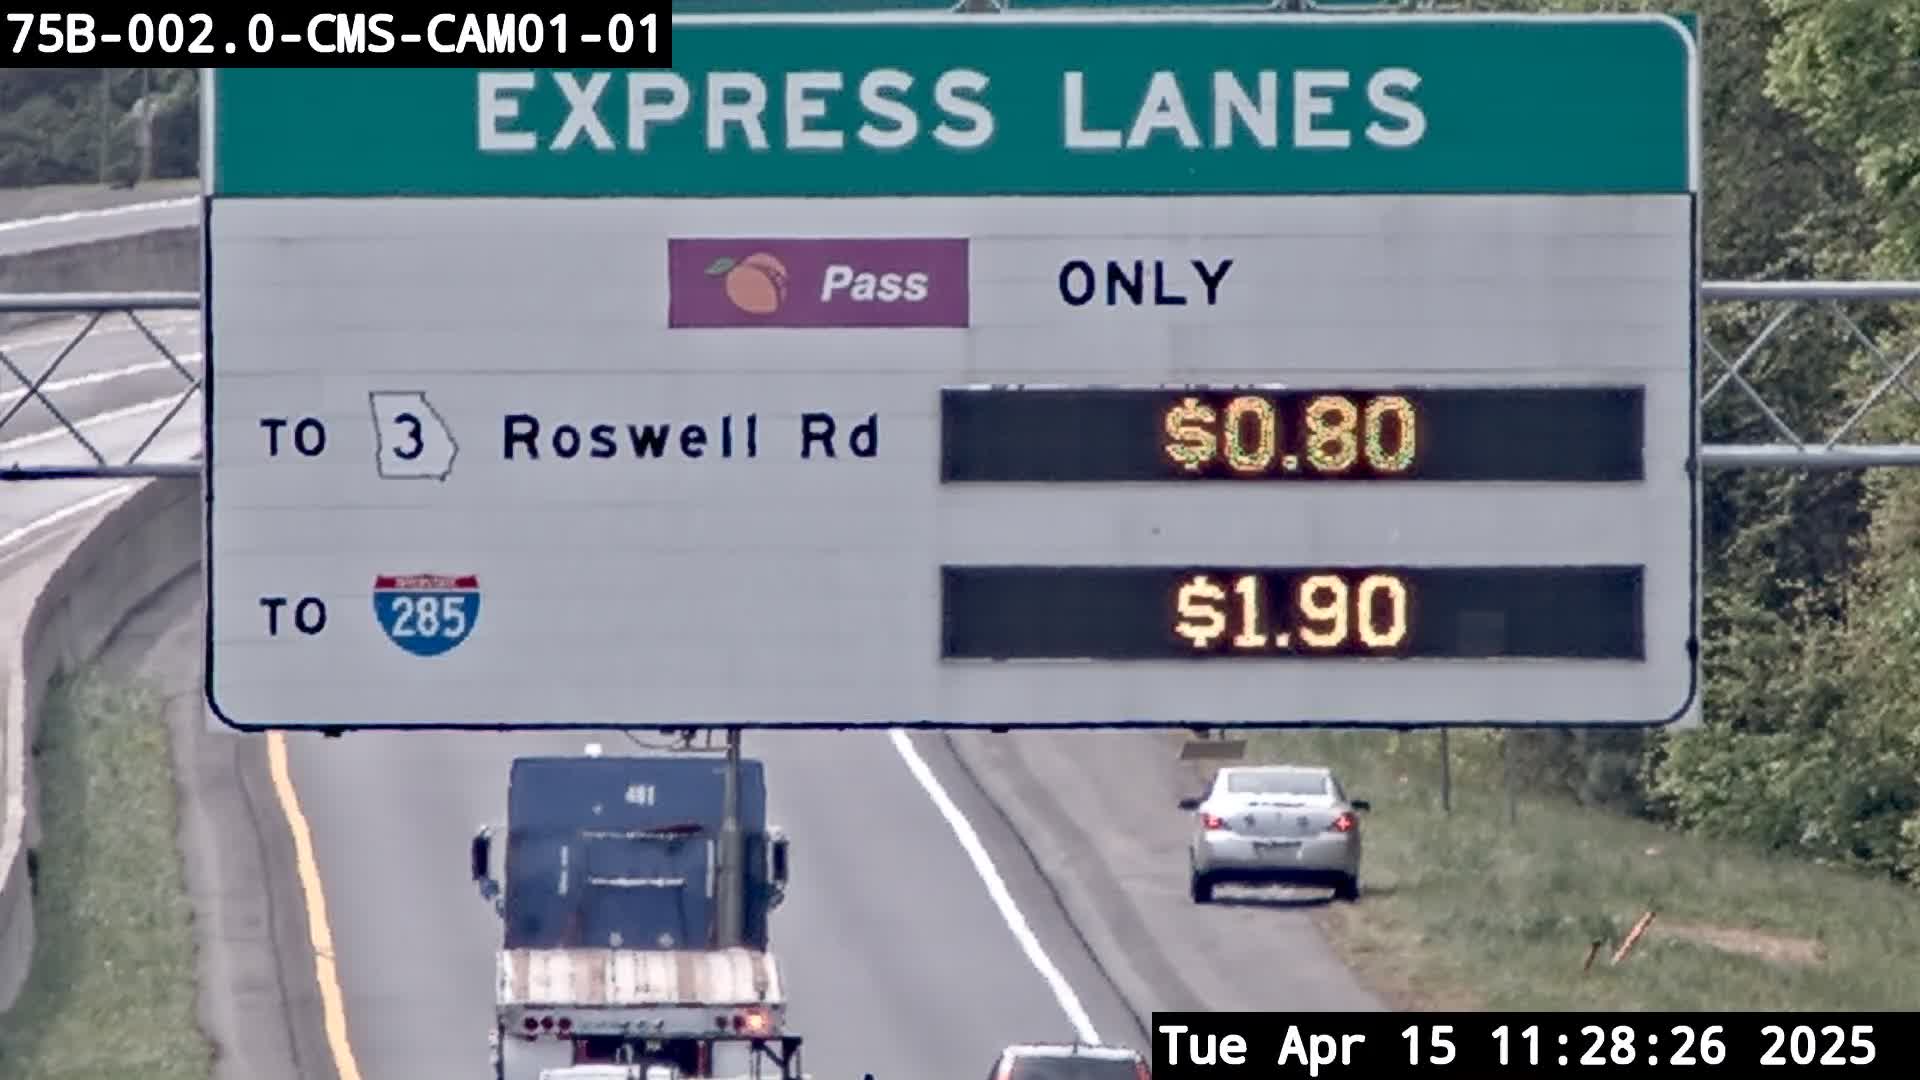 75B-002.0-CMS-CAM01-01
EXPRESS LANES
Pass ONLY
TO 3 Roswell Rd $0.80
TO 285 $1.90
481
Tue Apr 15 11:28:26 2025